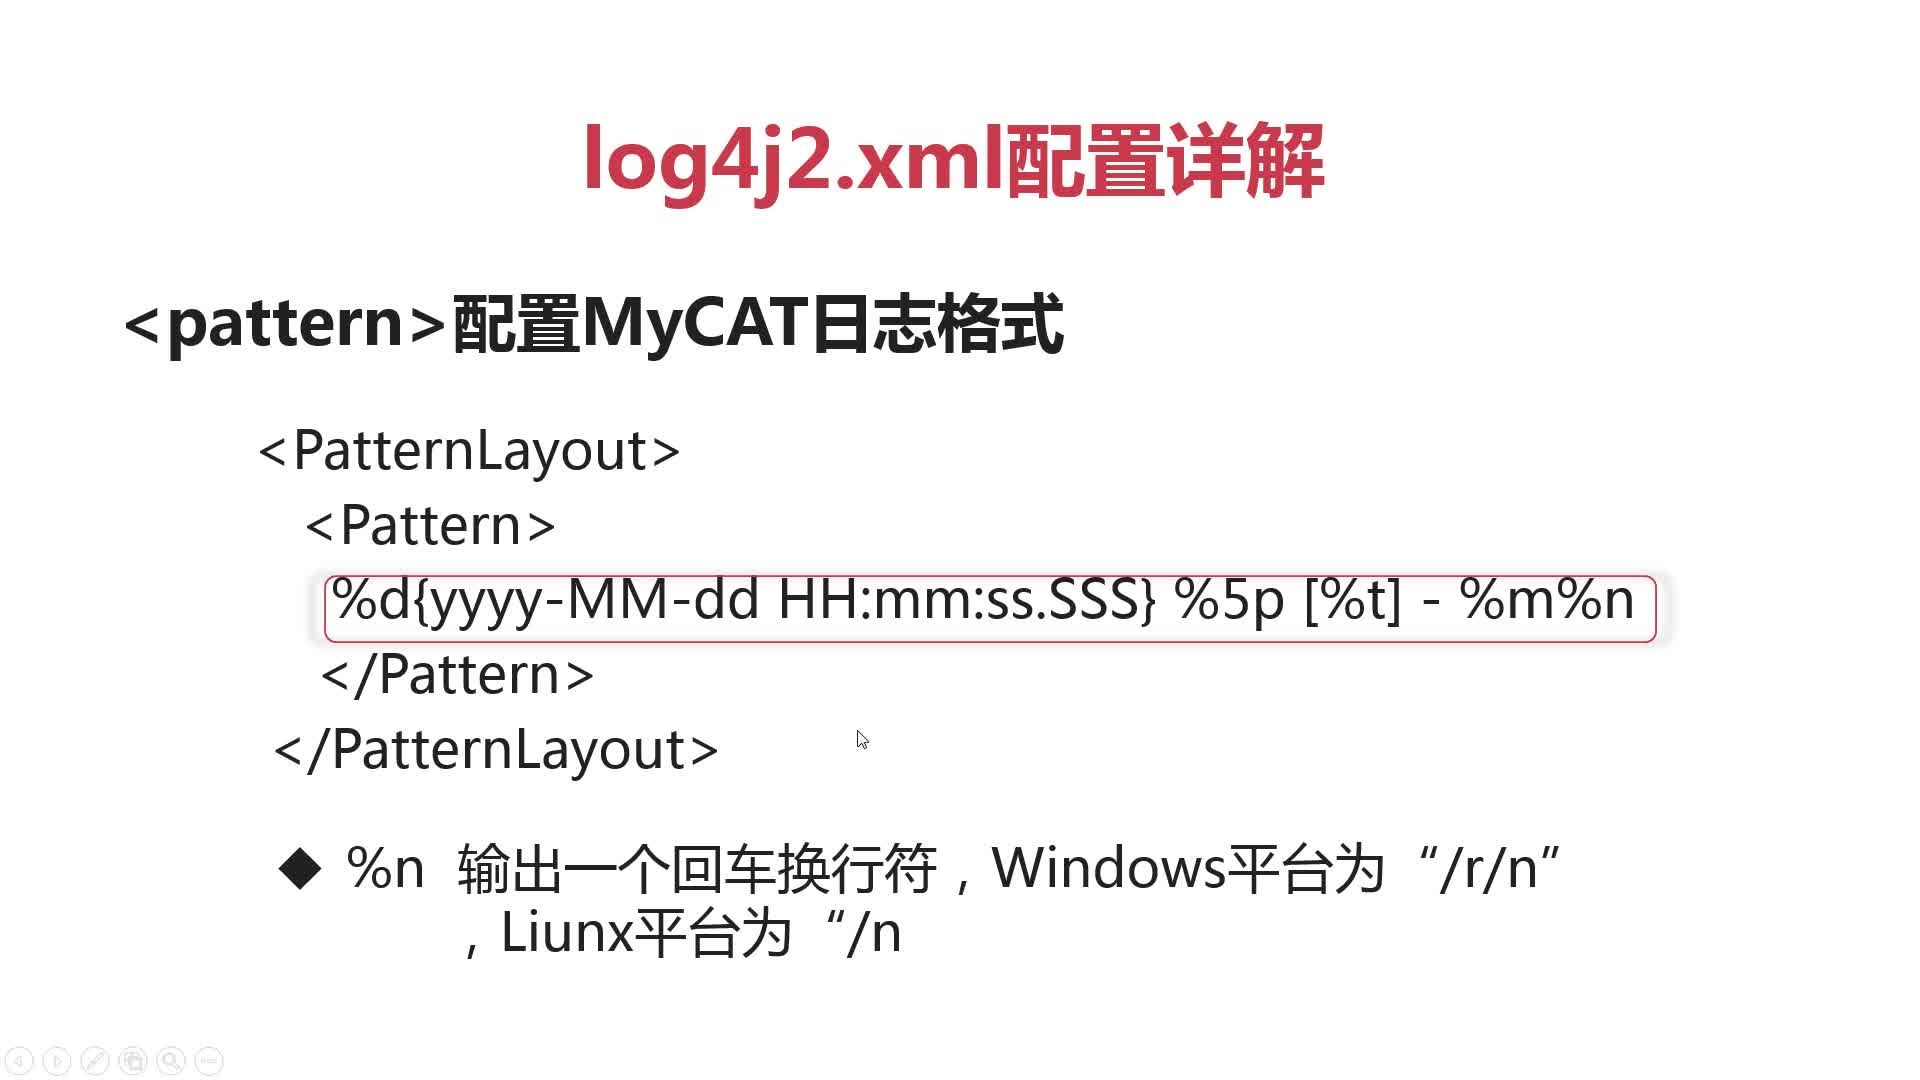 log4j2.xml配置详解
<pattern>配置MyCAT日志格式
<PatternLayout>
<Pattern>
%d{yyyy-MM-dd HH:mm:ss.SSS} %5p [%t] - %m%n
</Pattern>
</PatternLayout>
◆ %n 输出一个回车换行符，Windows平台为“/r/n”
，Liunx平台为“/n